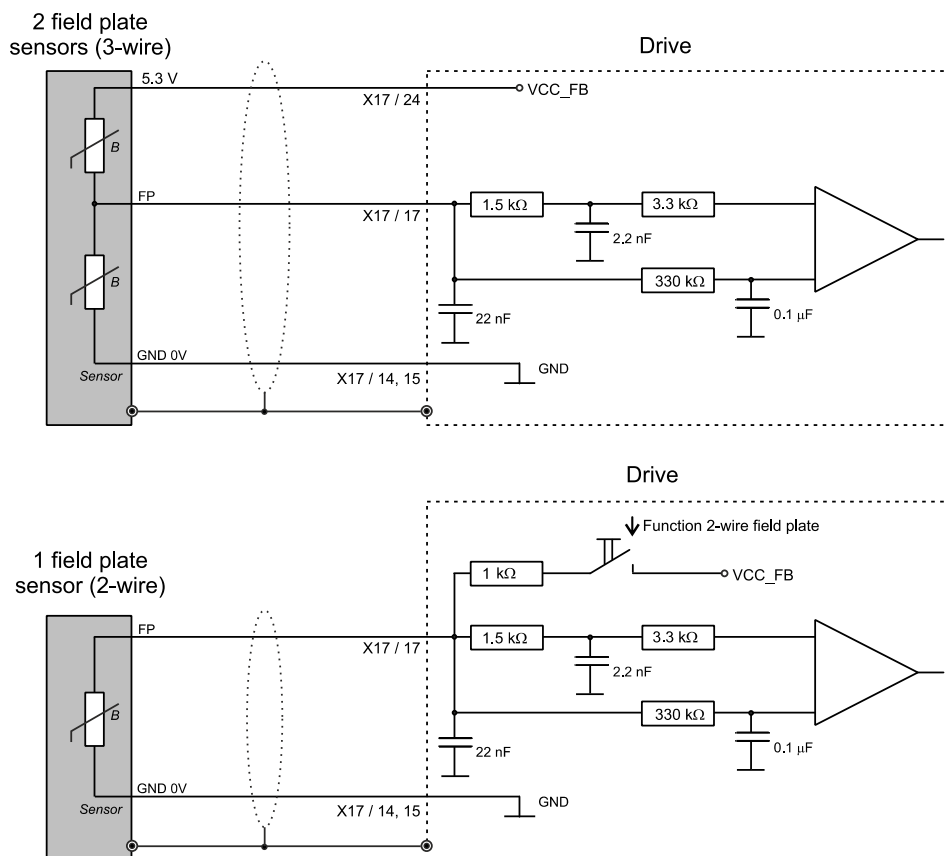 2 field plate
sensors (3-wire)
Drive
5.3 V
X17 / 24
VCC_FB
B
FP
X17 / 17
1.5 kΩ
3.3 kΩ
2.2 nF
B
330 kΩ
22 nF
0.1 µF
GND 0V
Sensor
X17 / 14, 15
GND
Drive
Function 2-wire field plate
1 field plate
sensor (2-wire)
1 kΩ
VCC_FB
FP
X17 / 17
1.5 kΩ
3.3 kΩ
2.2 nF
B
330 kΩ
22 nF
0.1 µF
GND 0V
Sensor
X17 / 14, 15
GND